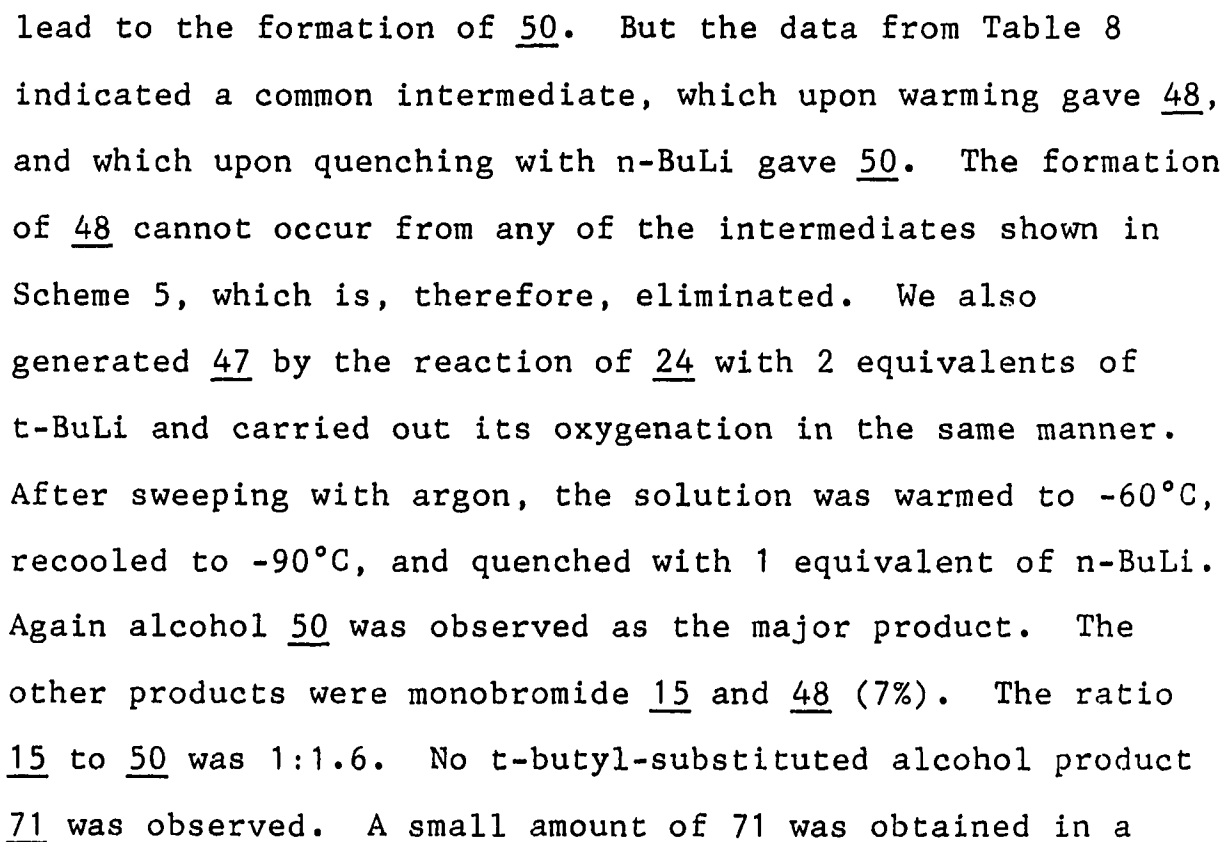 lead to the formation of 50. But the data from Table 8
indicated a common intermediate, which upon warming gave 48,
and which upon quenching with n-BuLi gave 50. The formation
of 48 cannot occur from any of the intermediates shown in
Scheme 5, which is, therefore, eliminated. We also
generated 47 by the reaction of 24 with 2 equivalents of
t-BuLi and carried out its oxygenation in the same manner.
After sweeping with argon, the solution was warmed to -60°C,
recooled to -90°C, and quenched with 1 equivalent of n-BuLi.
Again alcohol 50 was observed as the major product. The
other products were monobromide 15 and 48 (7%). The ratio
15 to 50 was 1:1.6. No t-butyl-substituted alcohol product
71 was observed. A small amount of 71 was obtained in a